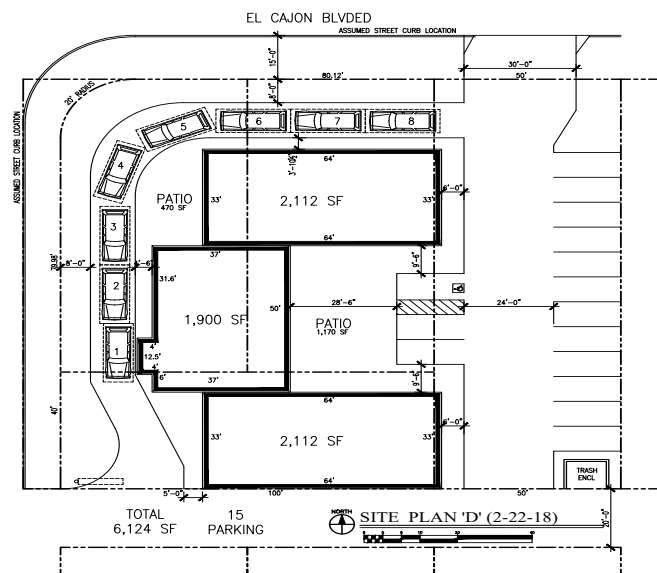 EL CAJON BLVDED
ASSUMED STREET CURB LOCATION
15'-0"
30'-0"
80.12'
50'
8'-0"
20' RADIUS
ASSUMED STREET CURB LOCATION
5
6
7
8
4
3'-10½"
64'
PATIO
470 SF
33'
2,112 SF
33'
6'-0"
3
64'
37'
9'-6"
79.98'
8'-0"
31.6'
2
28'-6"
24'-0"
50'
1,900 SF
PATIO
1,170 SF
1
4'
12.5'
4'
6'
37'
9'-6"
64'
40'
33'
2,112 SF
33'
6'-0"
64'
TRASH
ENCL
5'-0"
100'
50'
TOTAL
6,124 SF
15
PARKING
NORTH
SITE PLAN 'D' (2-22-18)
20'-0"